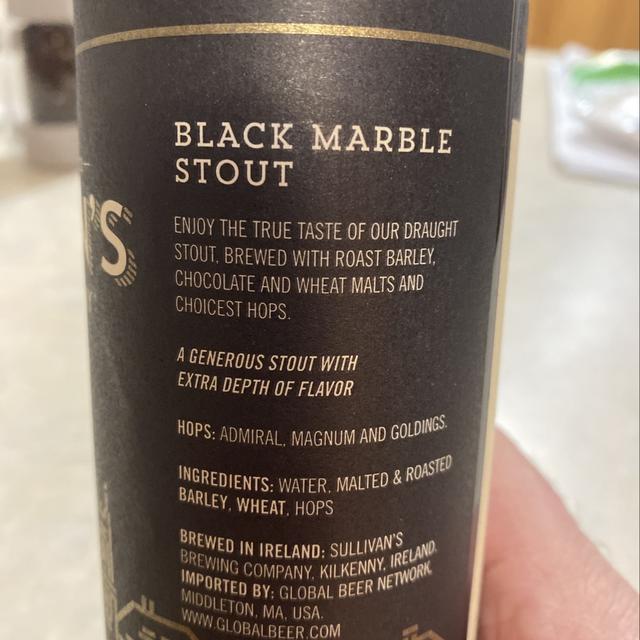 BLACK MARBLE
STOUT
'S
ENJOY THE TRUE TASTE OF OUR DRAUGHT
STOUT, BREWED WITH ROAST BARLEY,
CHOCOLATE AND WHEAT MALTS AND
CHOICEST HOPS.
A GENEROUS STOUT WITH
EXTRA DEPTH OF FLAVOR
HOPS: ADMIRAL, MAGNUM AND GOLDINGS.
INGREDIENTS: WATER, MALTED & ROASTED
BARLEY, WHEAT, HOPS
BREWED IN IRELAND: SULLIVAN'S
BREWING COMPANY, KILKENNY, IRELAND.
IMPORTED BY: GLOBAL BEER NETWORK,
MIDDLETON, MA, USA.
WWW.GLOBALBEER.COM